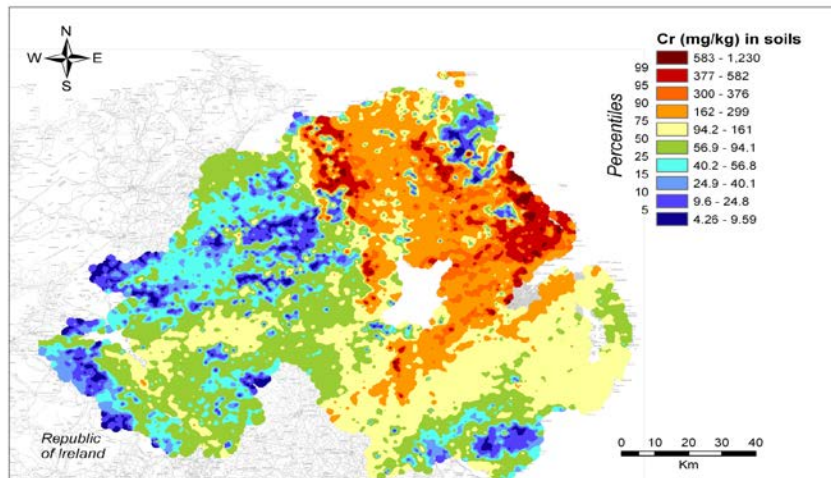 N
W E
S
Cr (mg/kg) in soils
583 - 1,230
377 - 582
300 - 376
162 - 299
94.2 - 161
56.9 - 94.1
40.2 - 56.8
24.9 - 40.1
9.6 - 24.8
4.26 - 9.59
Percentiles
99
95
90
75
50
25
15
10
5
Republic
of Ireland
0 5 10 20 30 40
Km